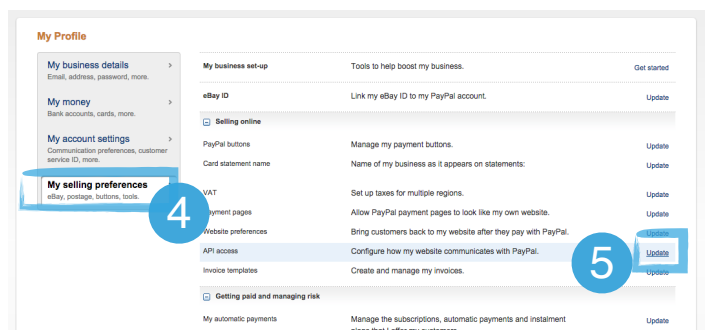 My Profile
My business details >
Email, address, password, more.
My money >
Bank accounts, cards, more.
My account settings >
Communication preferences, customer
service ID, more.
My selling preferences
eBay, postage, buttons, tools.
4
My business set-up Tools to help boost my business. Get started
eBay ID Link my eBay ID to my PayPal account. Update
Selling online
PayPal buttons Manage my payment buttons. Update
Card statement name Name of my business as it appears on statements: Update
VAT Set up taxes for multiple regions. Update
Payment pages Allow PayPal payment pages to look like my own website. Update
Website preferences Bring customers back to my website after they pay with PayPal. Update
API access Configure how my website communicates with PayPal. Update
5
Invoice templates Create and manage my invoices. Update
Getting paid and managing risk
My automatic payments Manage the subscriptions, automatic payments and instalment Update
plans that I offer my customers.